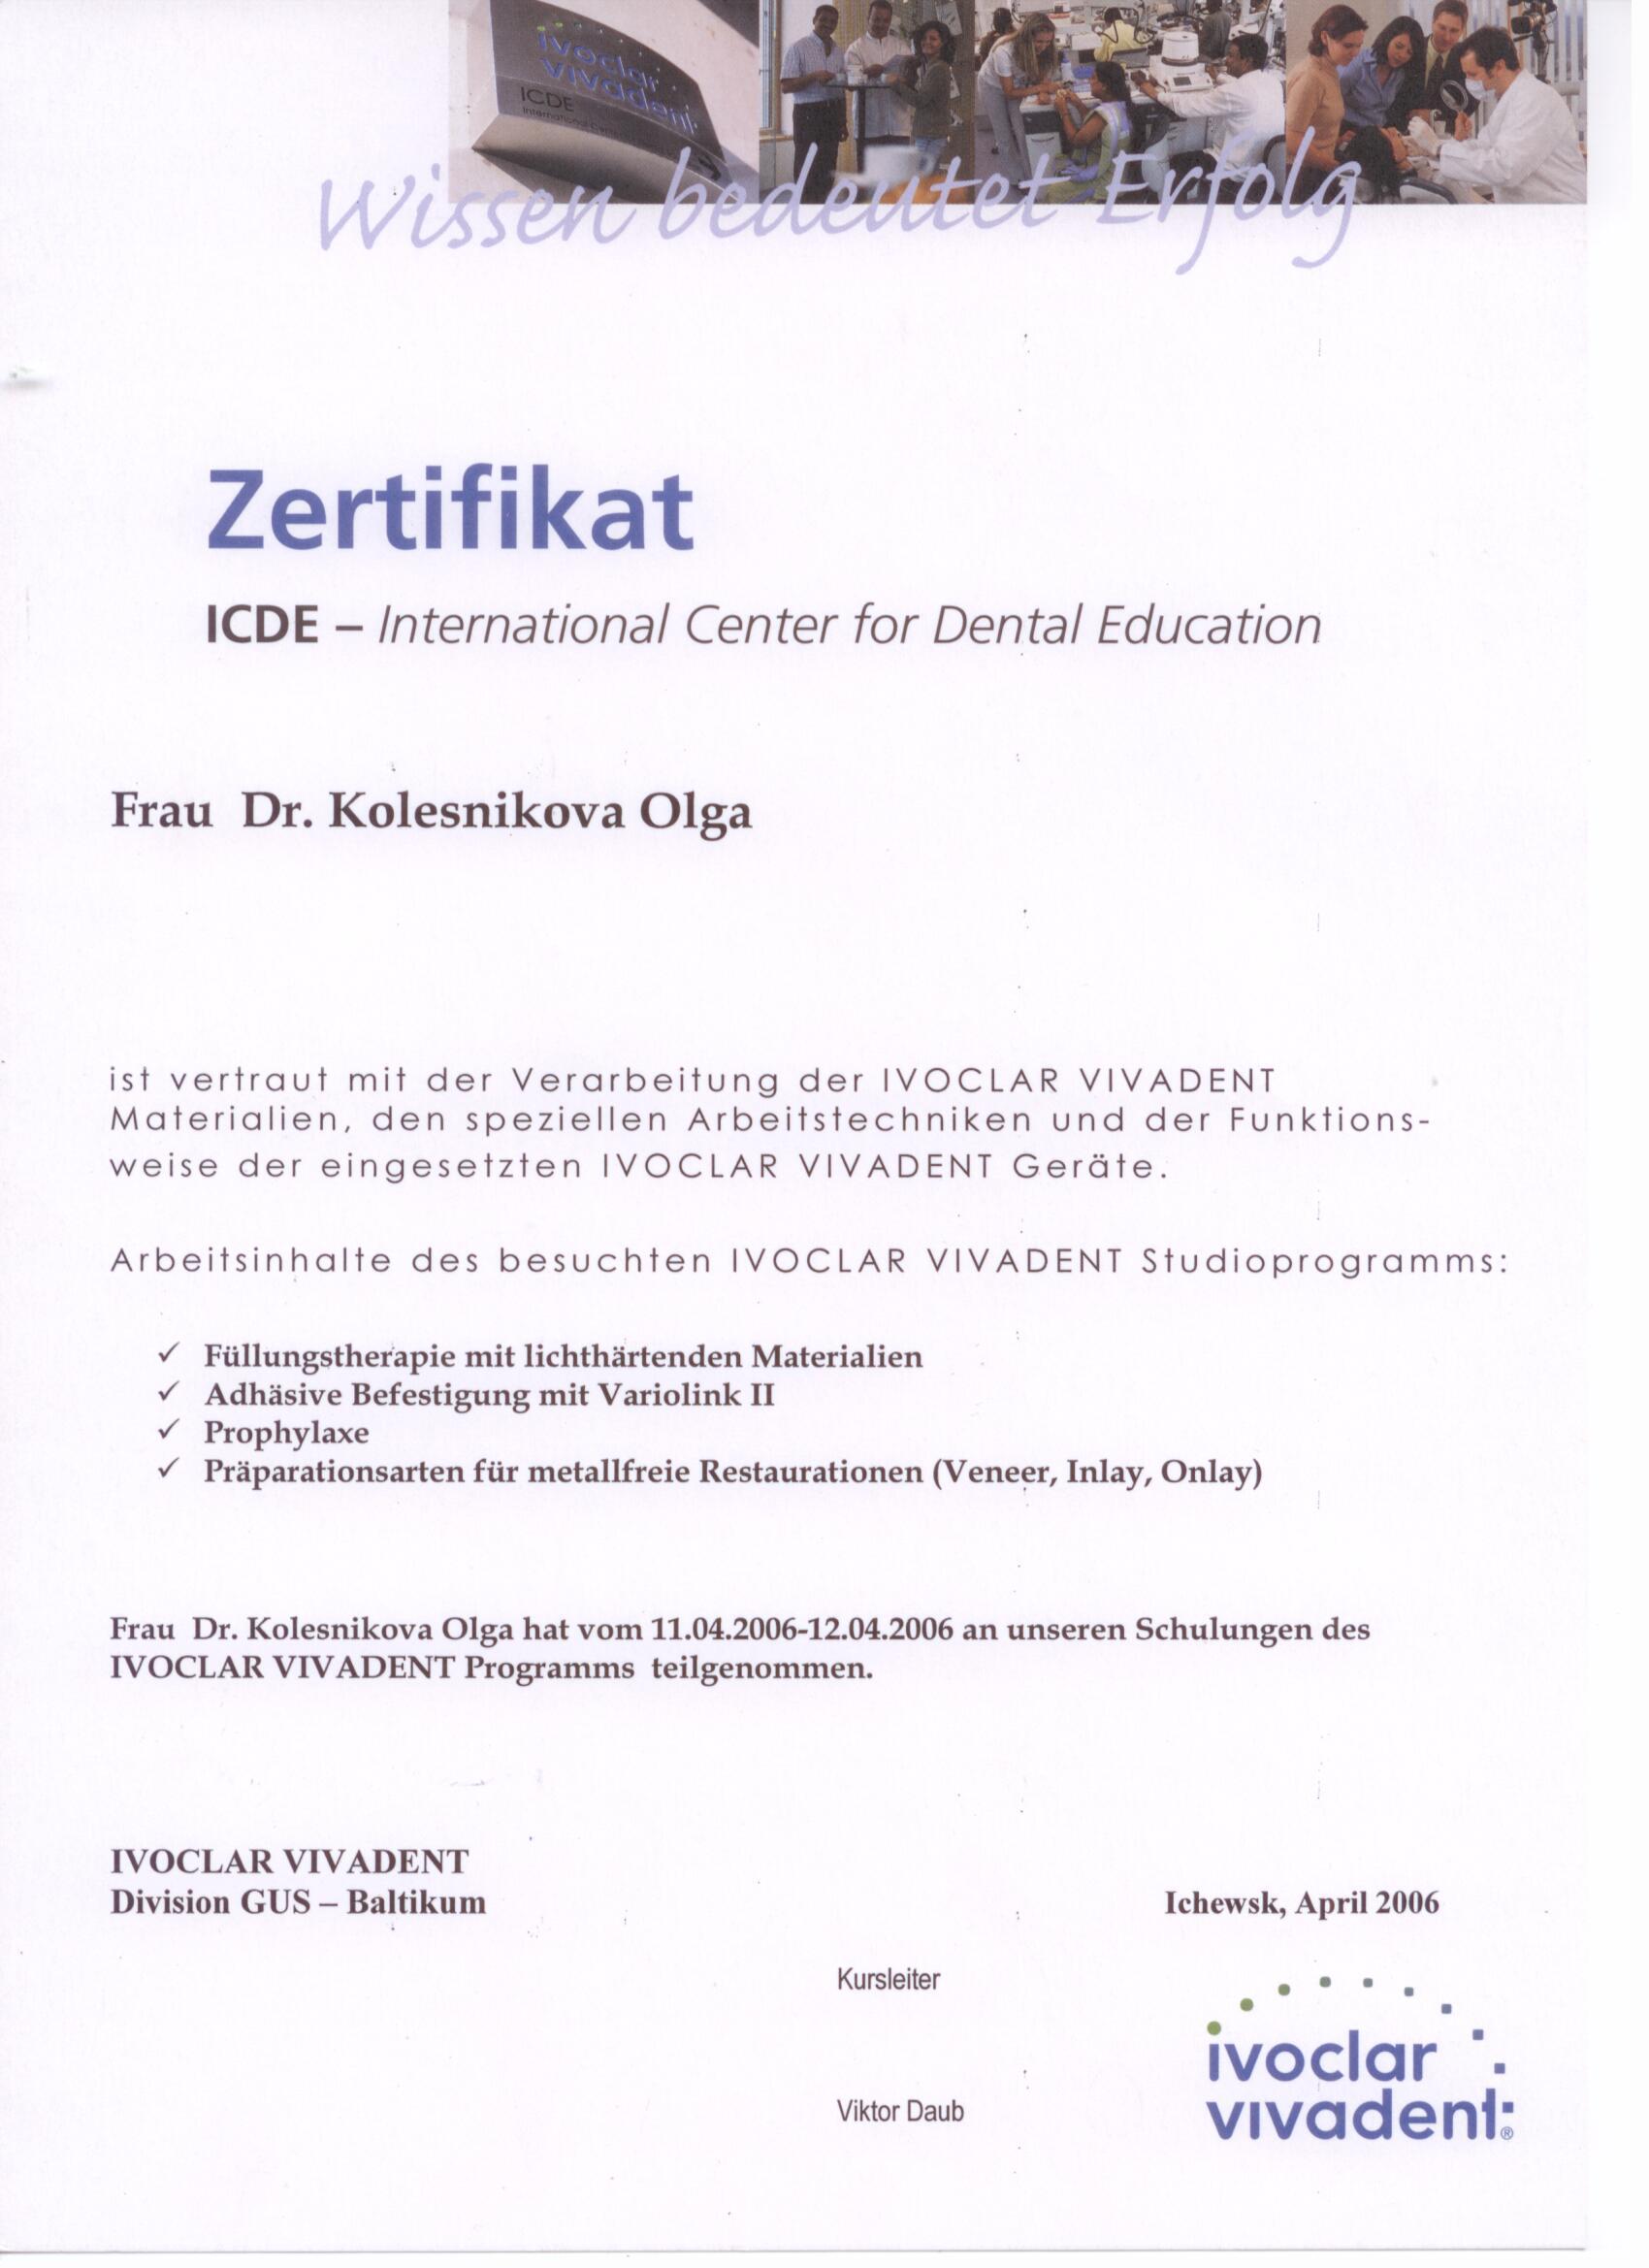 ivoclar
vivadent
ICDE
Wissen bedeutet Erfolg
Zertifikat
ICDE – International Center for Dental Education
Frau Dr. Kolesnikova Olga
ist vertraut mit der Verarbeitung der IVOCLAR VIVADENT
Materialien, den speziellen Arbeitstechniken und der Funktions-
weise der eingesetzten IVOCLAR VIVADENT Geräte.
Arbeitsinhalte des besuchten IVOCLAR VIVADENT Studioprogramms:
✓ Füllungstherapie mit lichthärtenden Materialien
✓ Adhäsive Befestigung mit Variolink II
✓ Prophylaxe
✓ Präparationsarten für metallfreie Restaurationen (Veneer, Inlay, Onlay)
Frau Dr. Kolesnikova Olga hat vom 11.04.2006-12.04.2006 an unseren Schulungen des
IVOCLAR VIVADENT Programms teilgenommen.
IVOCLAR VIVADENT
Division GUS – Baltikum
Ichewsk, April 2006
Kursleiter
Viktor Daub
ivoclar
vivadent®